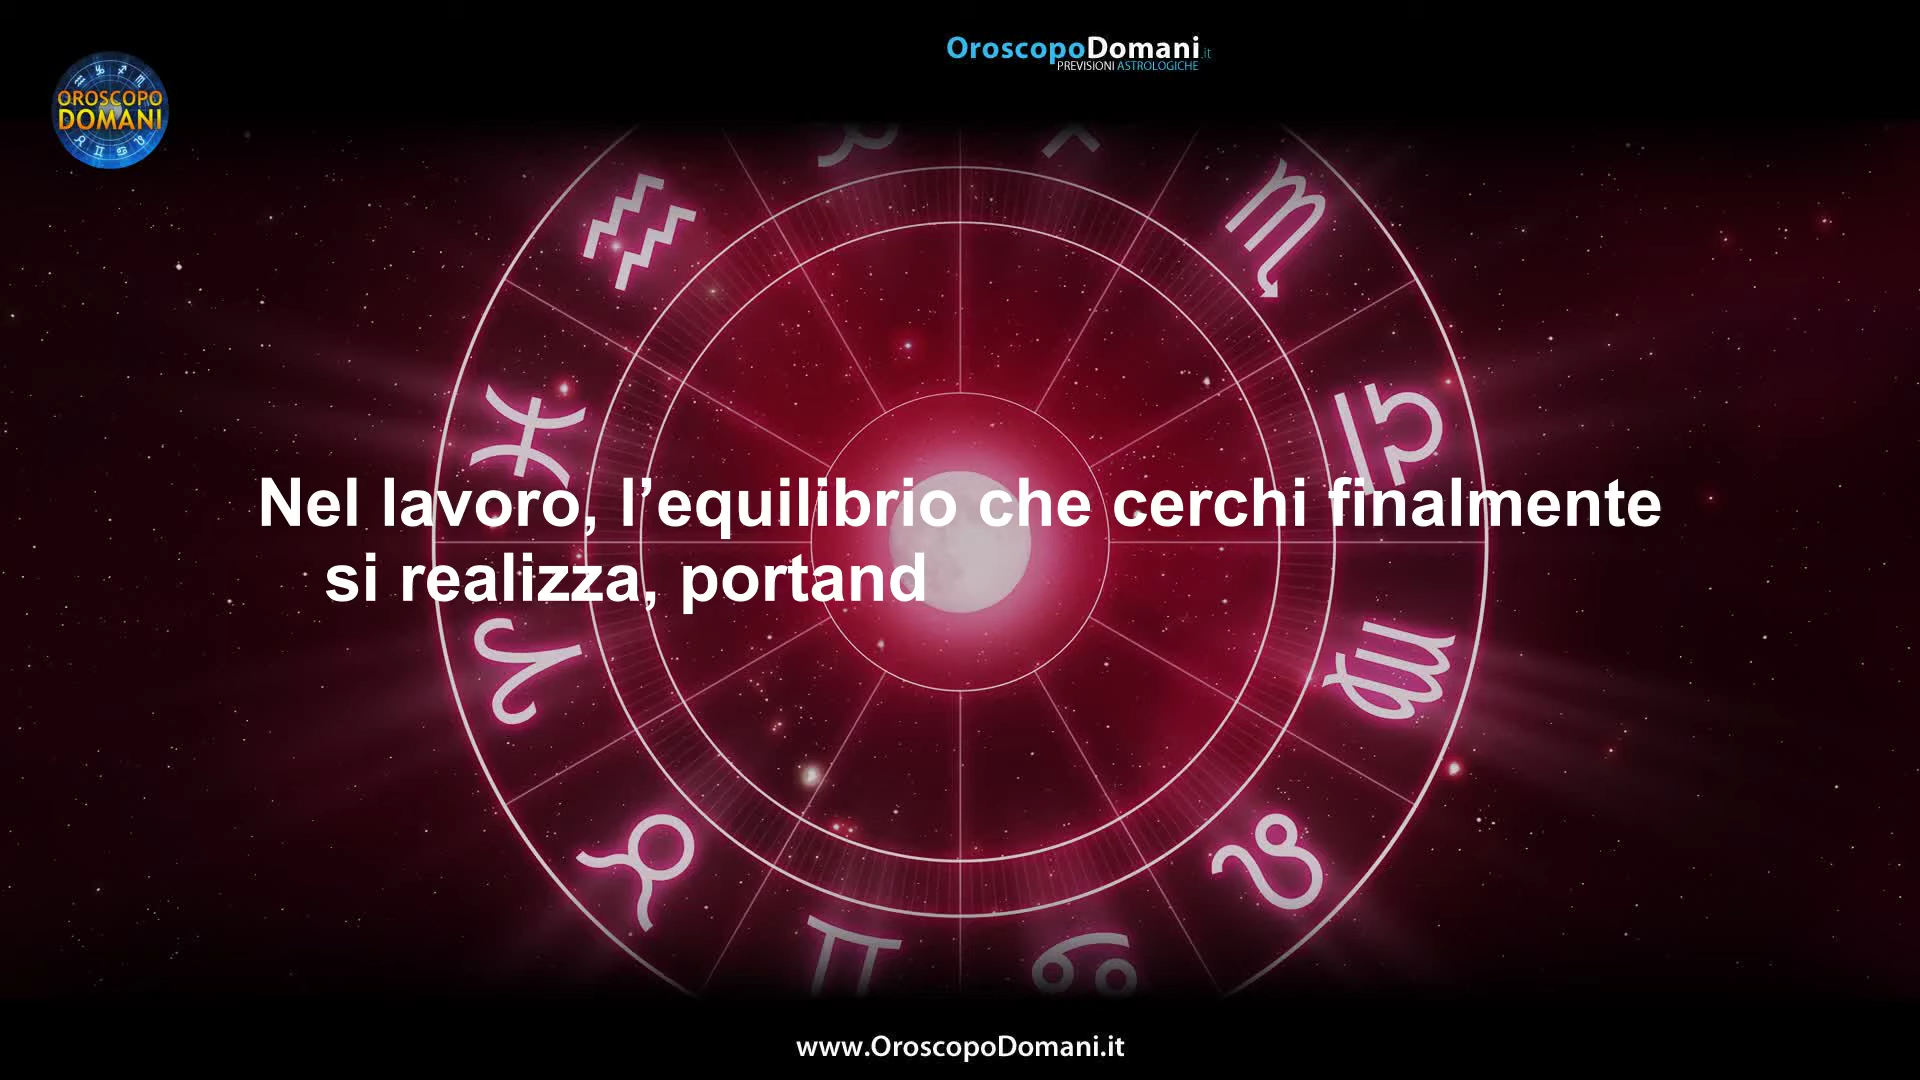 OroscopoDomani.it
PREVISIONI ASTROLOGICHE
OROSCOPO
DOMANI
Nel lavoro, l’equilibrio che cerchi finalmente
si realizza, portand
www.OroscopoDomani.it